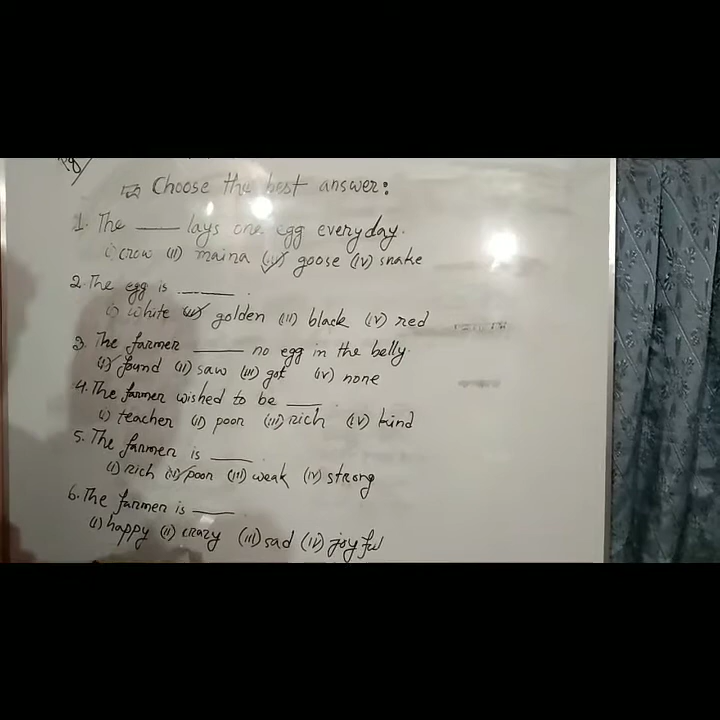 Choose the best answer:
1. The ____ lays one egg everyday.
i) crow (ii) maina (iii) goose (iv) snake
2. The egg is ____ .
i) white (ii) golden (iii) black (iv) red
3. The farmer ____ no egg in the belly.
(i) found (ii) saw (iii) got (iv) none
4. The farmer wished to be ____ .
(i) teacher (ii) poor (iii) rich (iv) kind
5. The farmer is ____ .
(i) rich (ii) poor (iii) weak (iv) strong
6. The farmer is ____ .
(i) happy (ii) crazy (iii) sad (iv) joyful